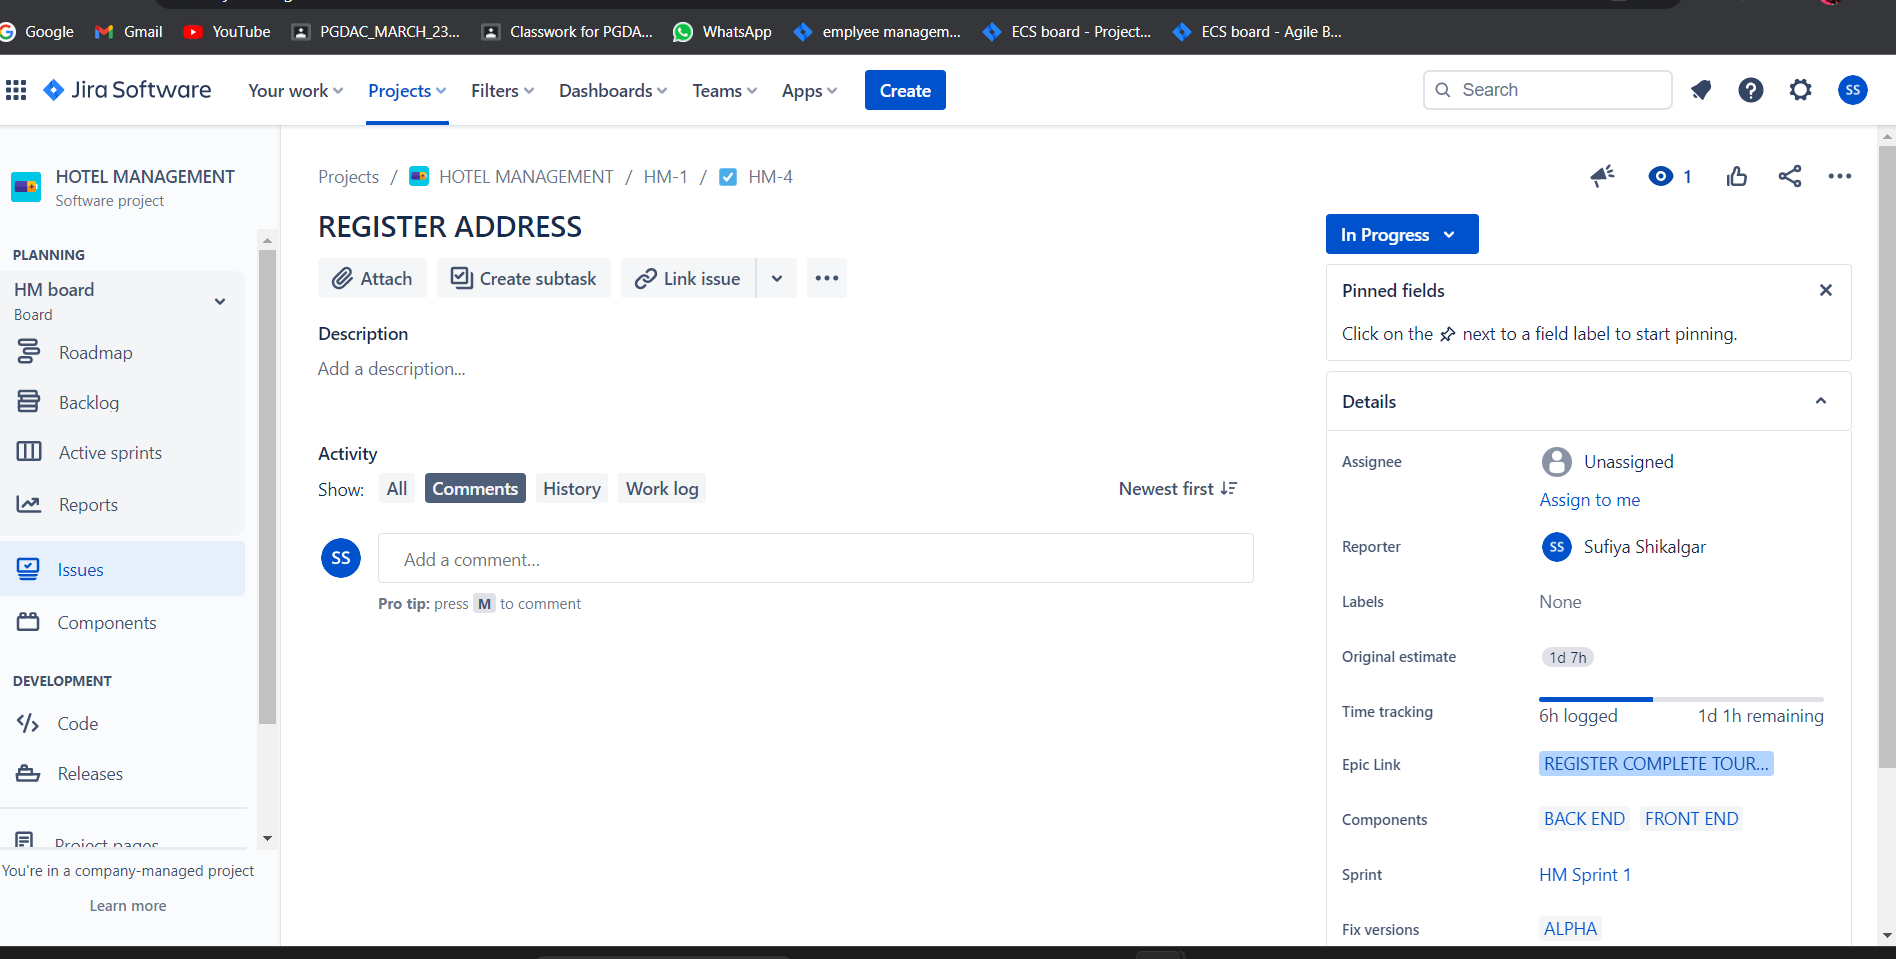 Google Gmail YouTube PGDAC_MARCH_23... Classwork for PGDA... WhatsApp emplyee managem... ECS board - Project... ECS board - Agile B...
Jira Software Your work Projects Filters Dashboards Teams Apps Create Search SS
HOTEL MANAGEMENT
Software project
PLANNING
HM board
Board
Roadmap
Backlog
Active sprints
Reports
Issues
Components
DEVELOPMENT
Code
Releases
Project pages
You're in a company-managed project
Learn more
Projects / HOTEL MANAGEMENT / HM-1 / HM-4
1
REGISTER ADDRESS
Attach Create subtask Link issue
Description
Add a description...
Activity
Show: All Comments History Work log Newest first
SS Add a comment...
Pro tip: press M to comment
In Progress
Pinned fields
Click on the next to a field label to start pinning.
Details
Assignee Unassigned
Assign to me
Reporter SS Sufiya Shikalgar
Labels None
Original estimate 1d 7h
Time tracking 6h logged 1d 1h remaining
Epic Link REGISTER COMPLETE TOUR...
Components BACK END FRONT END
Sprint HM Sprint 1
Fix versions ALPHA